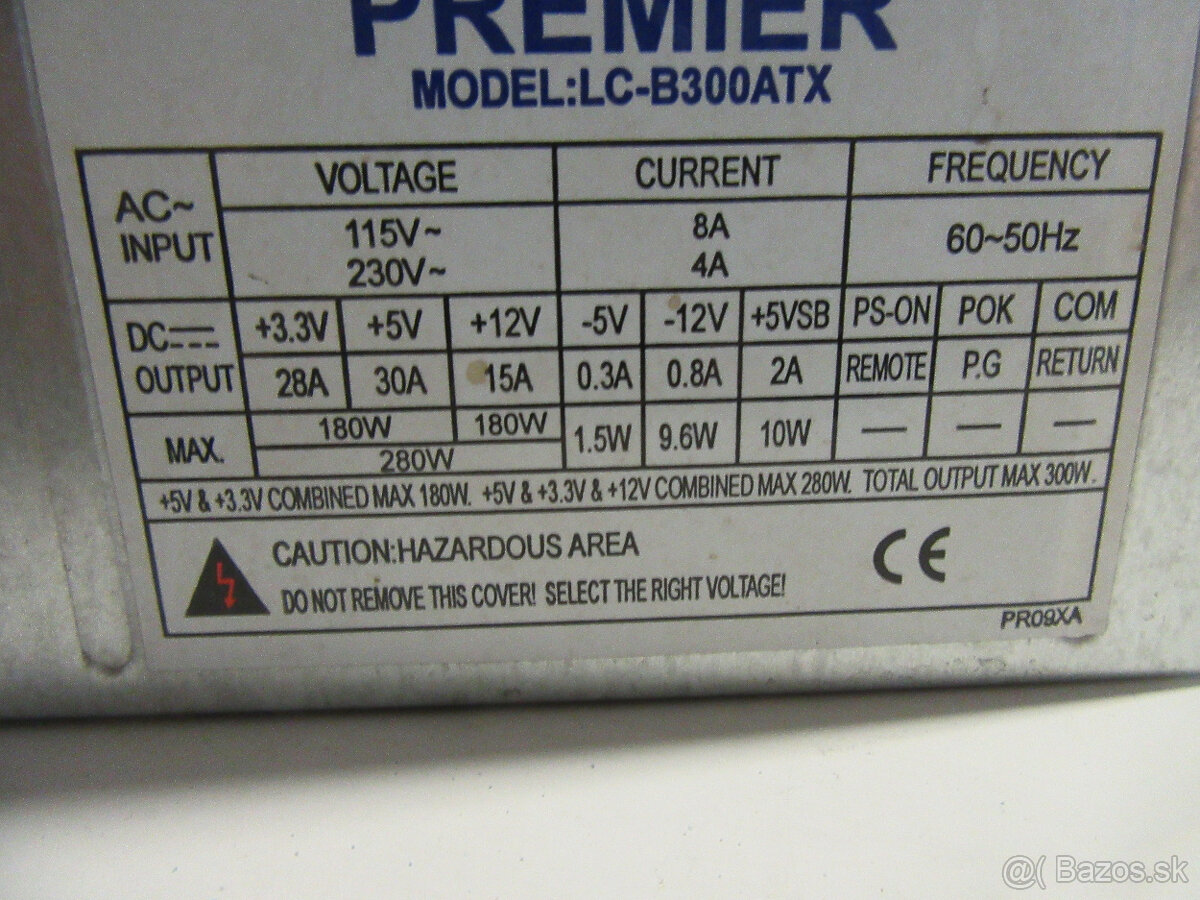 PREMIER
MODEL:LC-B300ATX
AC~ INPUT VOLTAGE CURRENT FREQUENCY
115V~ 8A 60~50Hz
230V~ 4A
DC OUTPUT +3.3V +5V +12V -5V -12V +5VSB PS-ON POK COM
28A 30A 15A 0.3A 0.8A 2A REMOTE P.G RETURN
MAX. 180W 180W 1.5W 9.6W 10W — — —
280W
+5V & +3.3V COMBINED MAX 180W. +5V & +3.3V & +12V COMBINED MAX 280W. TOTAL OUTPUT MAX 300W.
CAUTION:HAZARDOUS AREA CE
DO NOT REMOVE THIS COVER! SELECT THE RIGHT VOLTAGE!
PR09XA
@( Bazos.sk